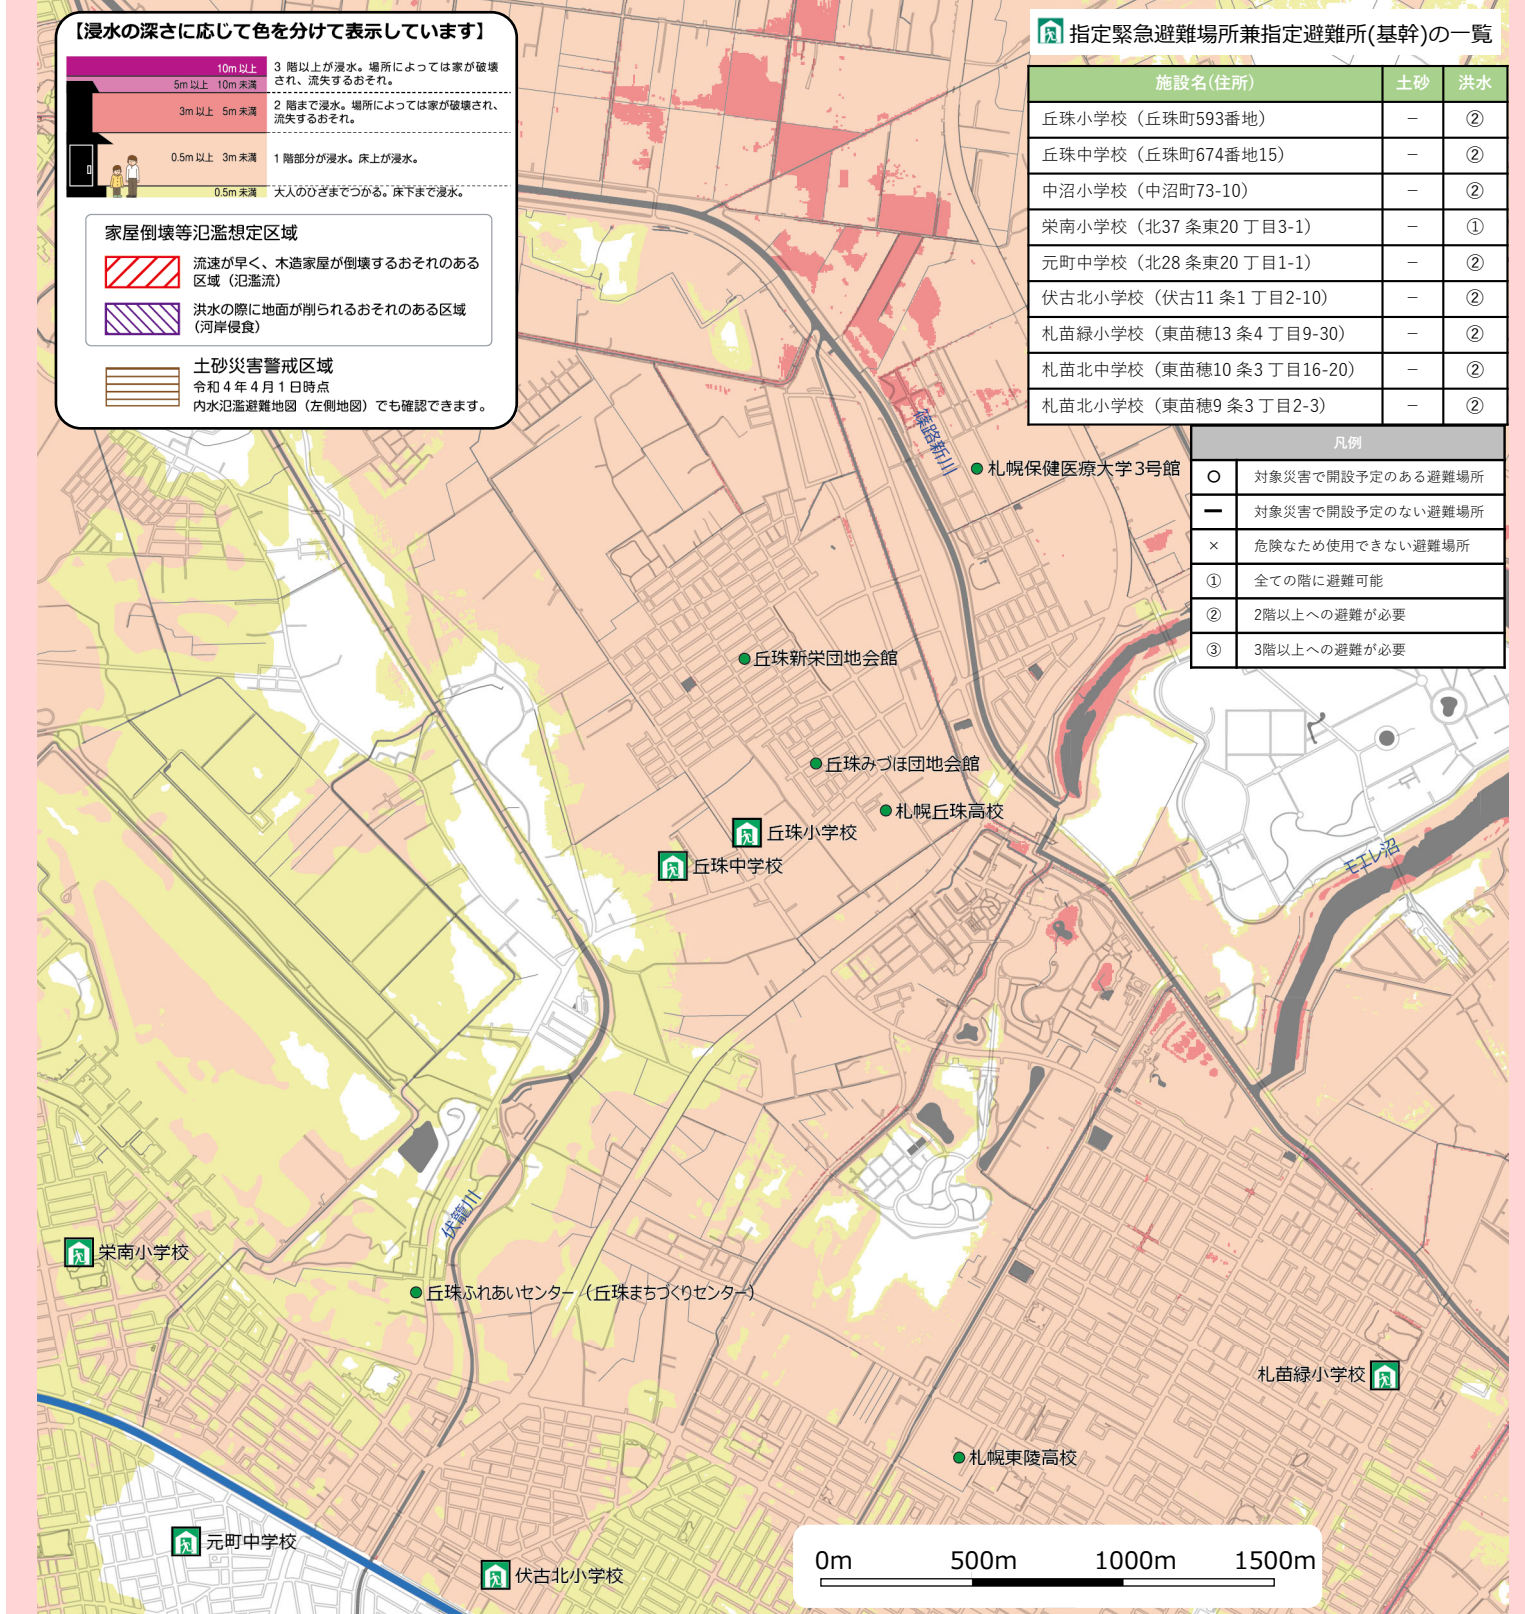 【浸水の深さに応じて色を分けて表示しています】
10m 以上
3 階以上が浸水。場所によっては家が破壊
され、流失するおそれ。
5m 以上 10m 未満
3m 以上 5m 未満
2 階まで浸水。場所によっては家が破壊され、
流失するおそれ。
0.5m 以上 3m 未満
1 階部分が浸水。床上が浸水。
0.5m 未満
大人のひざまでつかる。床下まで浸水。
家屋倒壊等氾濫想定区域
流速が早く、木造家屋が倒壊するおそれのある
区域（氾濫流）
洪水の際に地面が削られるおそれのある区域
（河岸侵食）
土砂災害警戒区域
令和４年４月１日時点
内水氾濫避難地図（左側地図）でも確認できます。
指定緊急避難場所兼指定避難所(基幹)の一覧
施設名(住所) 土砂 洪水
丘珠小学校（丘珠町593番地） － ②
丘珠中学校（丘珠町674番地15） － ②
中沼小学校（中沼町73-10） － ②
栄南小学校（北37 条東20 丁目3-1） － ①
元町中学校（北28 条東20 丁目1-1） － ②
伏古北小学校（伏古11 条1 丁目2-10） － ②
札苗緑小学校（東苗穂13 条4 丁目9-30） － ②
札苗北中学校（東苗穂10 条3 丁目16-20） － ②
札苗北小学校（東苗穂9 条3 丁目2-3） － ②
凡例
○ 対象災害で開設予定のある避難場所
ー 対象災害で開設予定のない避難場所
× 危険なため使用できない避難場所
① 全ての階に避難可能
② 2階以上への避難が必要
③ 3階以上への避難が必要
篠路新川
札幌保健医療大学3号館
丘珠新栄団地会館
丘珠みづほ団地会館
札幌丘珠高校
丘珠小学校
丘珠中学校
モエレ沼
伏籠川
栄南小学校
丘珠ふれあいセンター（丘珠まちづくりセンター）
札苗緑小学校
札幌東陵高校
元町中学校
伏古北小学校
0m 500m 1000m 1500m